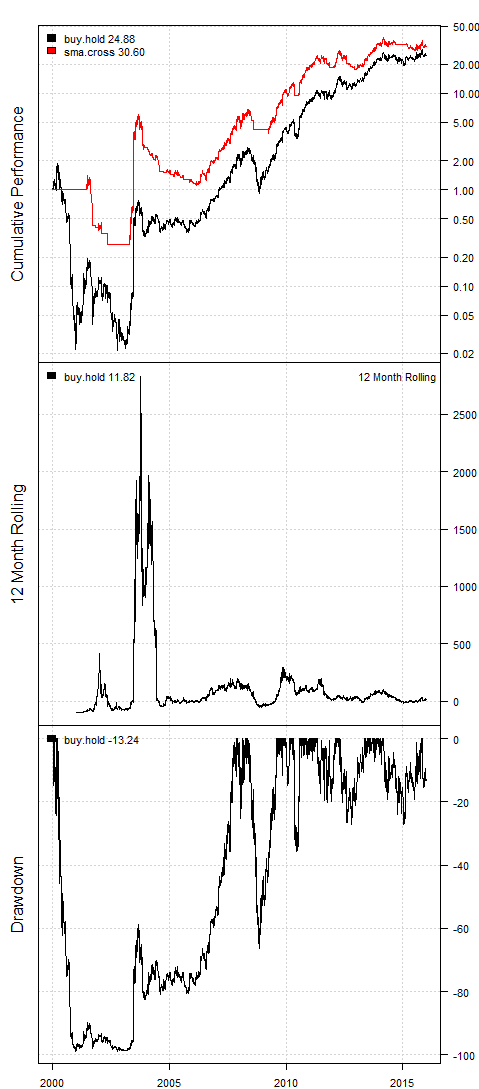 buy.hold 24.88
sma.cross 30.60
50.00
20.00
10.00
5.00
2.00
1.00
0.50
0.20
0.10
0.05
0.02
Cumulative Performance
buy.hold 11.82
12 Month Rolling
2500
2000
1500
1000
500
0
12 Month Rolling
buy.hold -13.24
0
-20
-40
-60
-80
-100
Drawdown
2000 2005 2010 2015